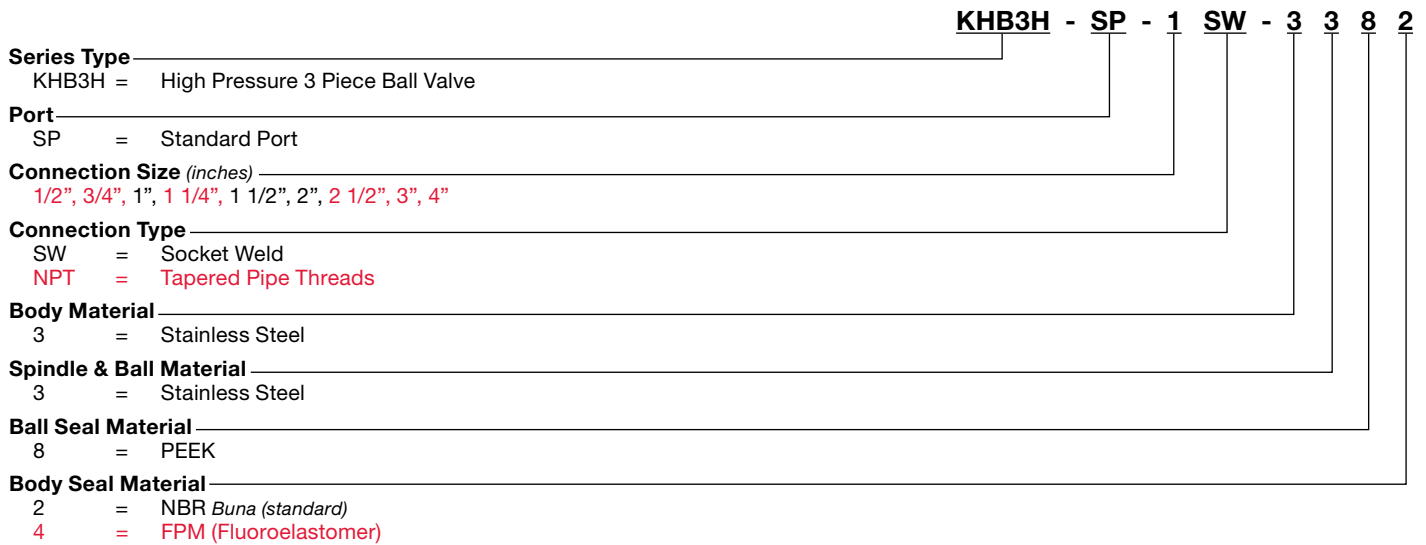 KHB3H - SP - 1 SW - 3 3 8 2
Series Type
KHB3H = High Pressure 3 Piece Ball Valve
Port
SP = Standard Port
Connection Size (inches)
1/2”, 3/4”, 1”, 1 1/4”, 1 1/2”, 2”, 2 1/2”, 3”, 4”
Connection Type
SW = Socket Weld
NPT = Tapered Pipe Threads
Body Material
3 = Stainless Steel
Spindle & Ball Material
3 = Stainless Steel
Ball Seal Material
8 = PEEK
Body Seal Material
2 = NBR Buna (standard)
4 = FPM (Fluoroelastomer)